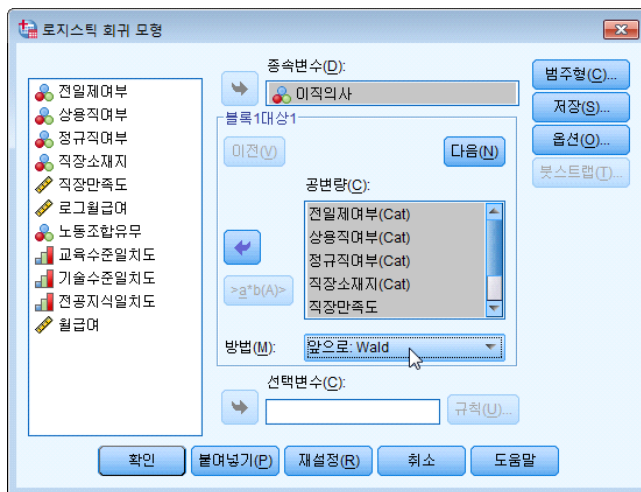 로지스틱 회귀 모형
전일제여부
상용직여부
정규직여부
직장소재지
직장만족도
로그월급여
노동조합유무
교육수준일치도
기술수준일치도
전공지식일치도
월급여
종속변수(D):
이직의사
블록1대상1
이전(V)
다음(N)
공변량(C):
전일제여부(Cat)
상용직여부(Cat)
정규직여부(Cat)
직장소재지(Cat)
직장만족도
>a*b(A)>
방법(M):
앞으로: Wald
선택변수(C):
규칙(U)...
범주형(C)...
저장(S)...
옵션(O)...
붓스트랩(T)...
확인
붙여넣기(P)
재설정(R)
취소
도움말